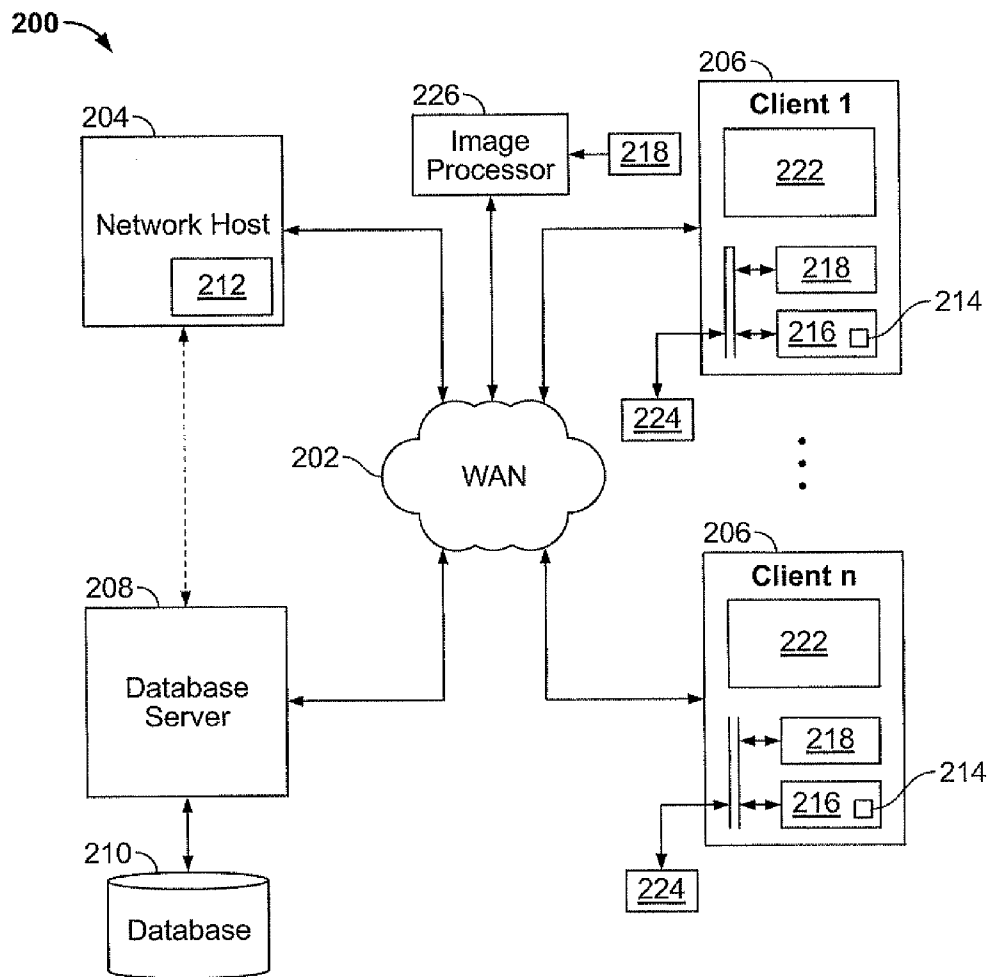 200
204
Network Host
212
226
Image
Processor
218
206
Client 1
222
218
216
214
224
202
WAN
206
Client n
222
218
216
214
224
208
Database
Server
210
Database